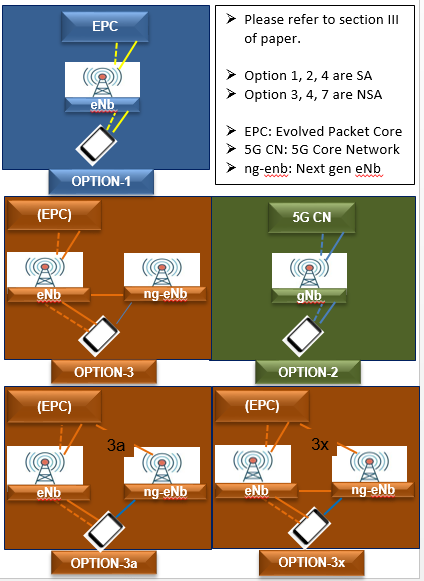 EPC
eNb
OPTION-1
➢ Please refer to section III
of paper.
➢ Option 1, 2, 4 are SA
➢ Option 3, 4, 7 are NSA
➢ EPC: Evolved Packet Core
➢ 5G CN: 5G Core Network
➢ ng-enb: Next gen eNb
(EPC)
eNb
ng-eNb
OPTION-3
5G CN
gNb
OPTION-2
(EPC)
3a
eNb
ng-eNb
OPTION-3a
(EPC)
3x
eNb
ng-eNb
OPTION-3x